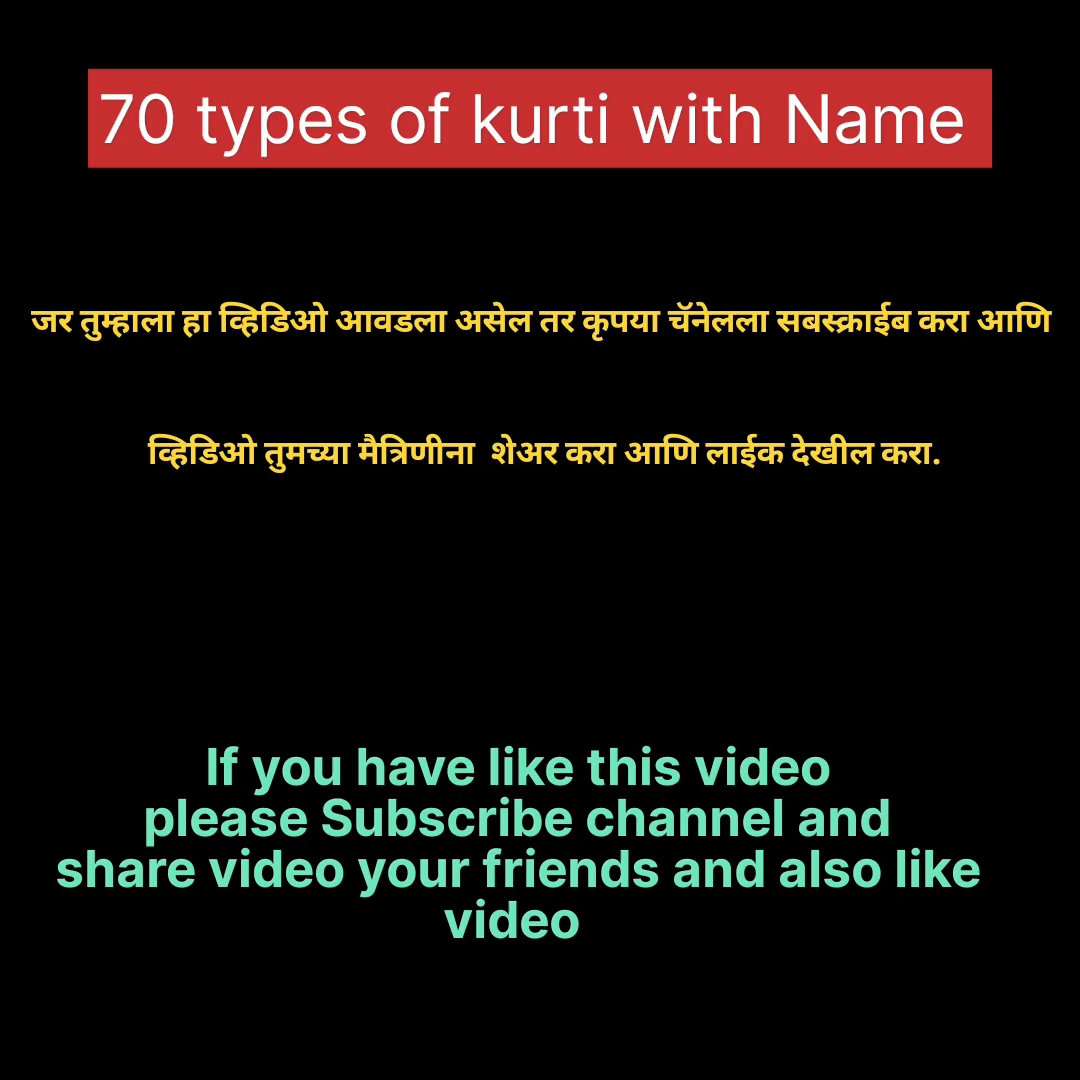 70 types of kurti with Name
जर तुम्हाला हा व्हिडिओ आवडला असेल तर कृपया चॅनेलला सबस्क्राईब करा आणि
व्हिडिओ तुमच्या मैत्रिणीना शेअर करा आणि लाईक देखील करा.
If you have like this video
please Subscribe channel and
share video your friends and also like
video